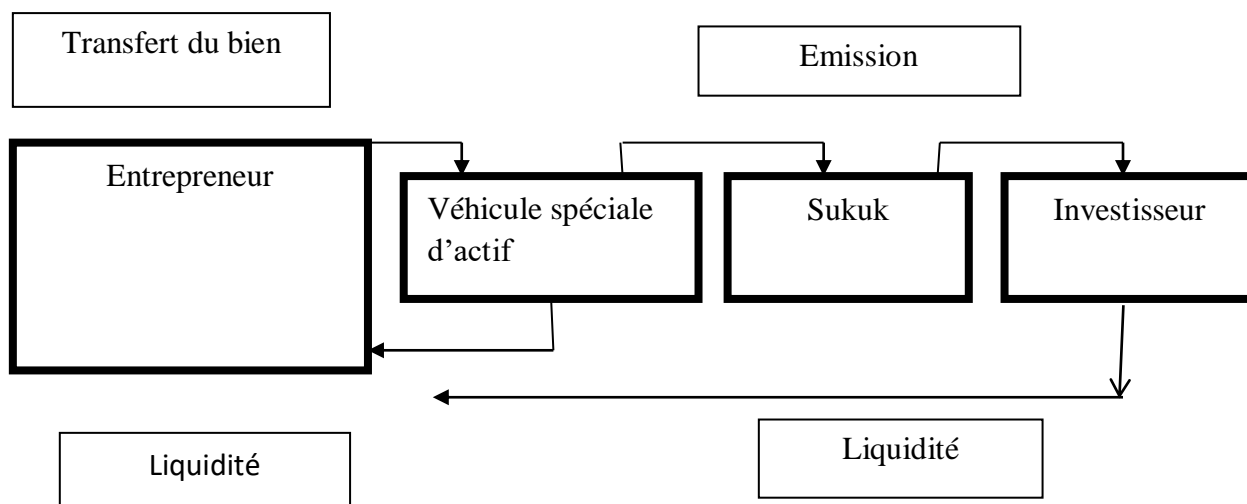 Transfert du bien
Emission
Entrepreneur
Véhicule spéciale
d’actif
Sukuk
Investisseur
Liquidité
Liquidité